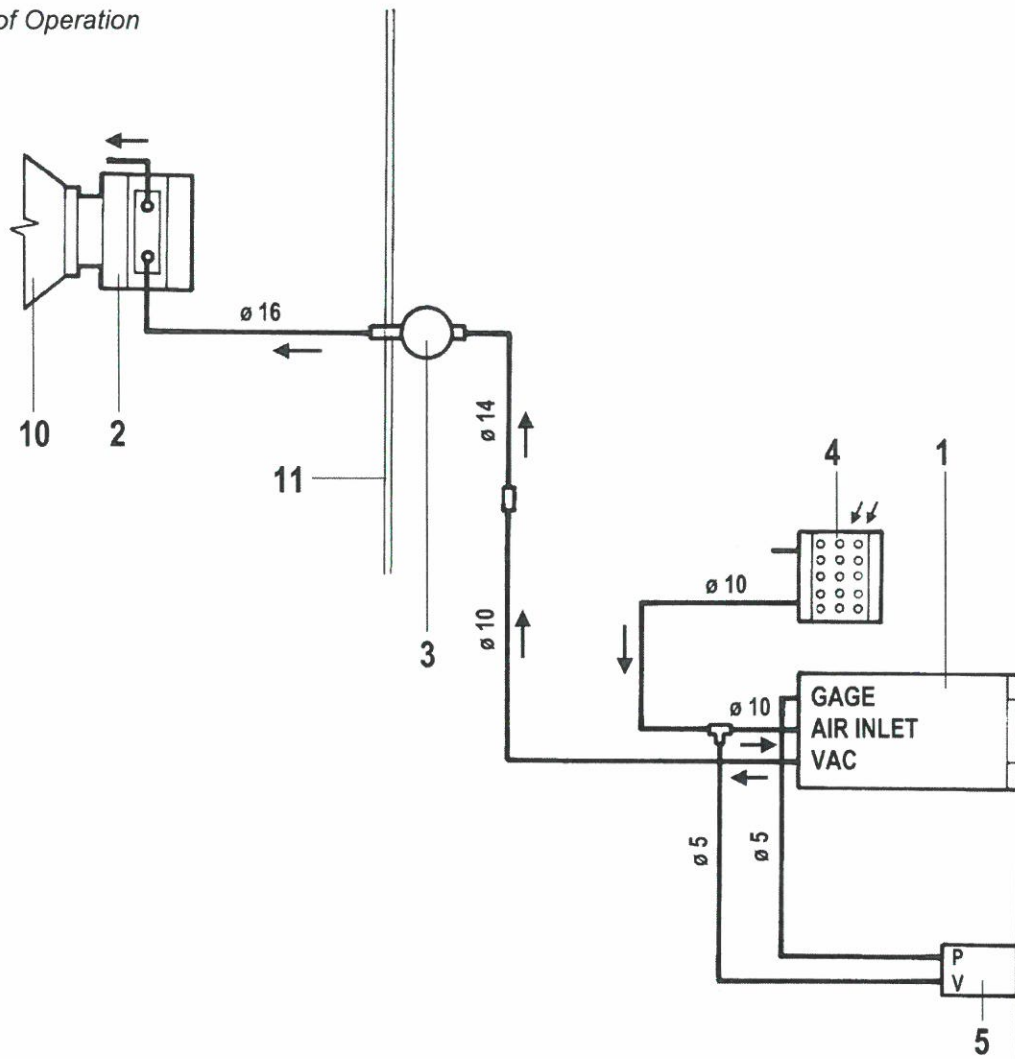 of Operation
ø 16
10
2
11
3
ø 14
ø 10
4
1
ø 10
ø 10
GAGE
AIR INLET
VAC
ø 5
ø 5
P
V
5